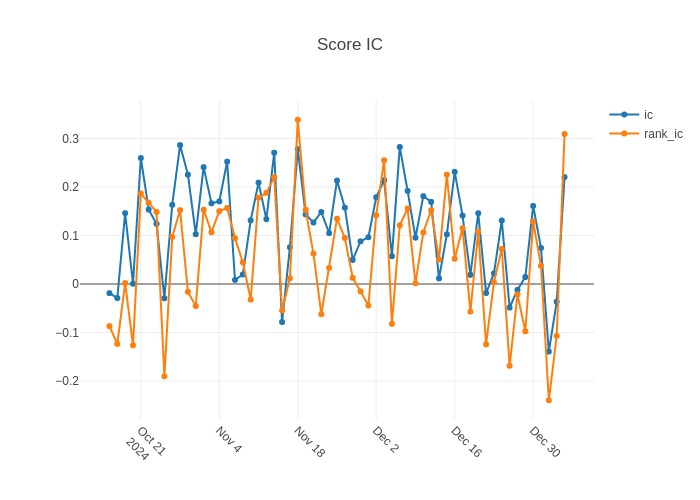 Score IC
ic
rank_ic
0.3
0.2
0.1
0
−0.1
−0.2
Oct 21
2024
Nov 4
Nov 18
Dec 2
Dec 16
Dec 30